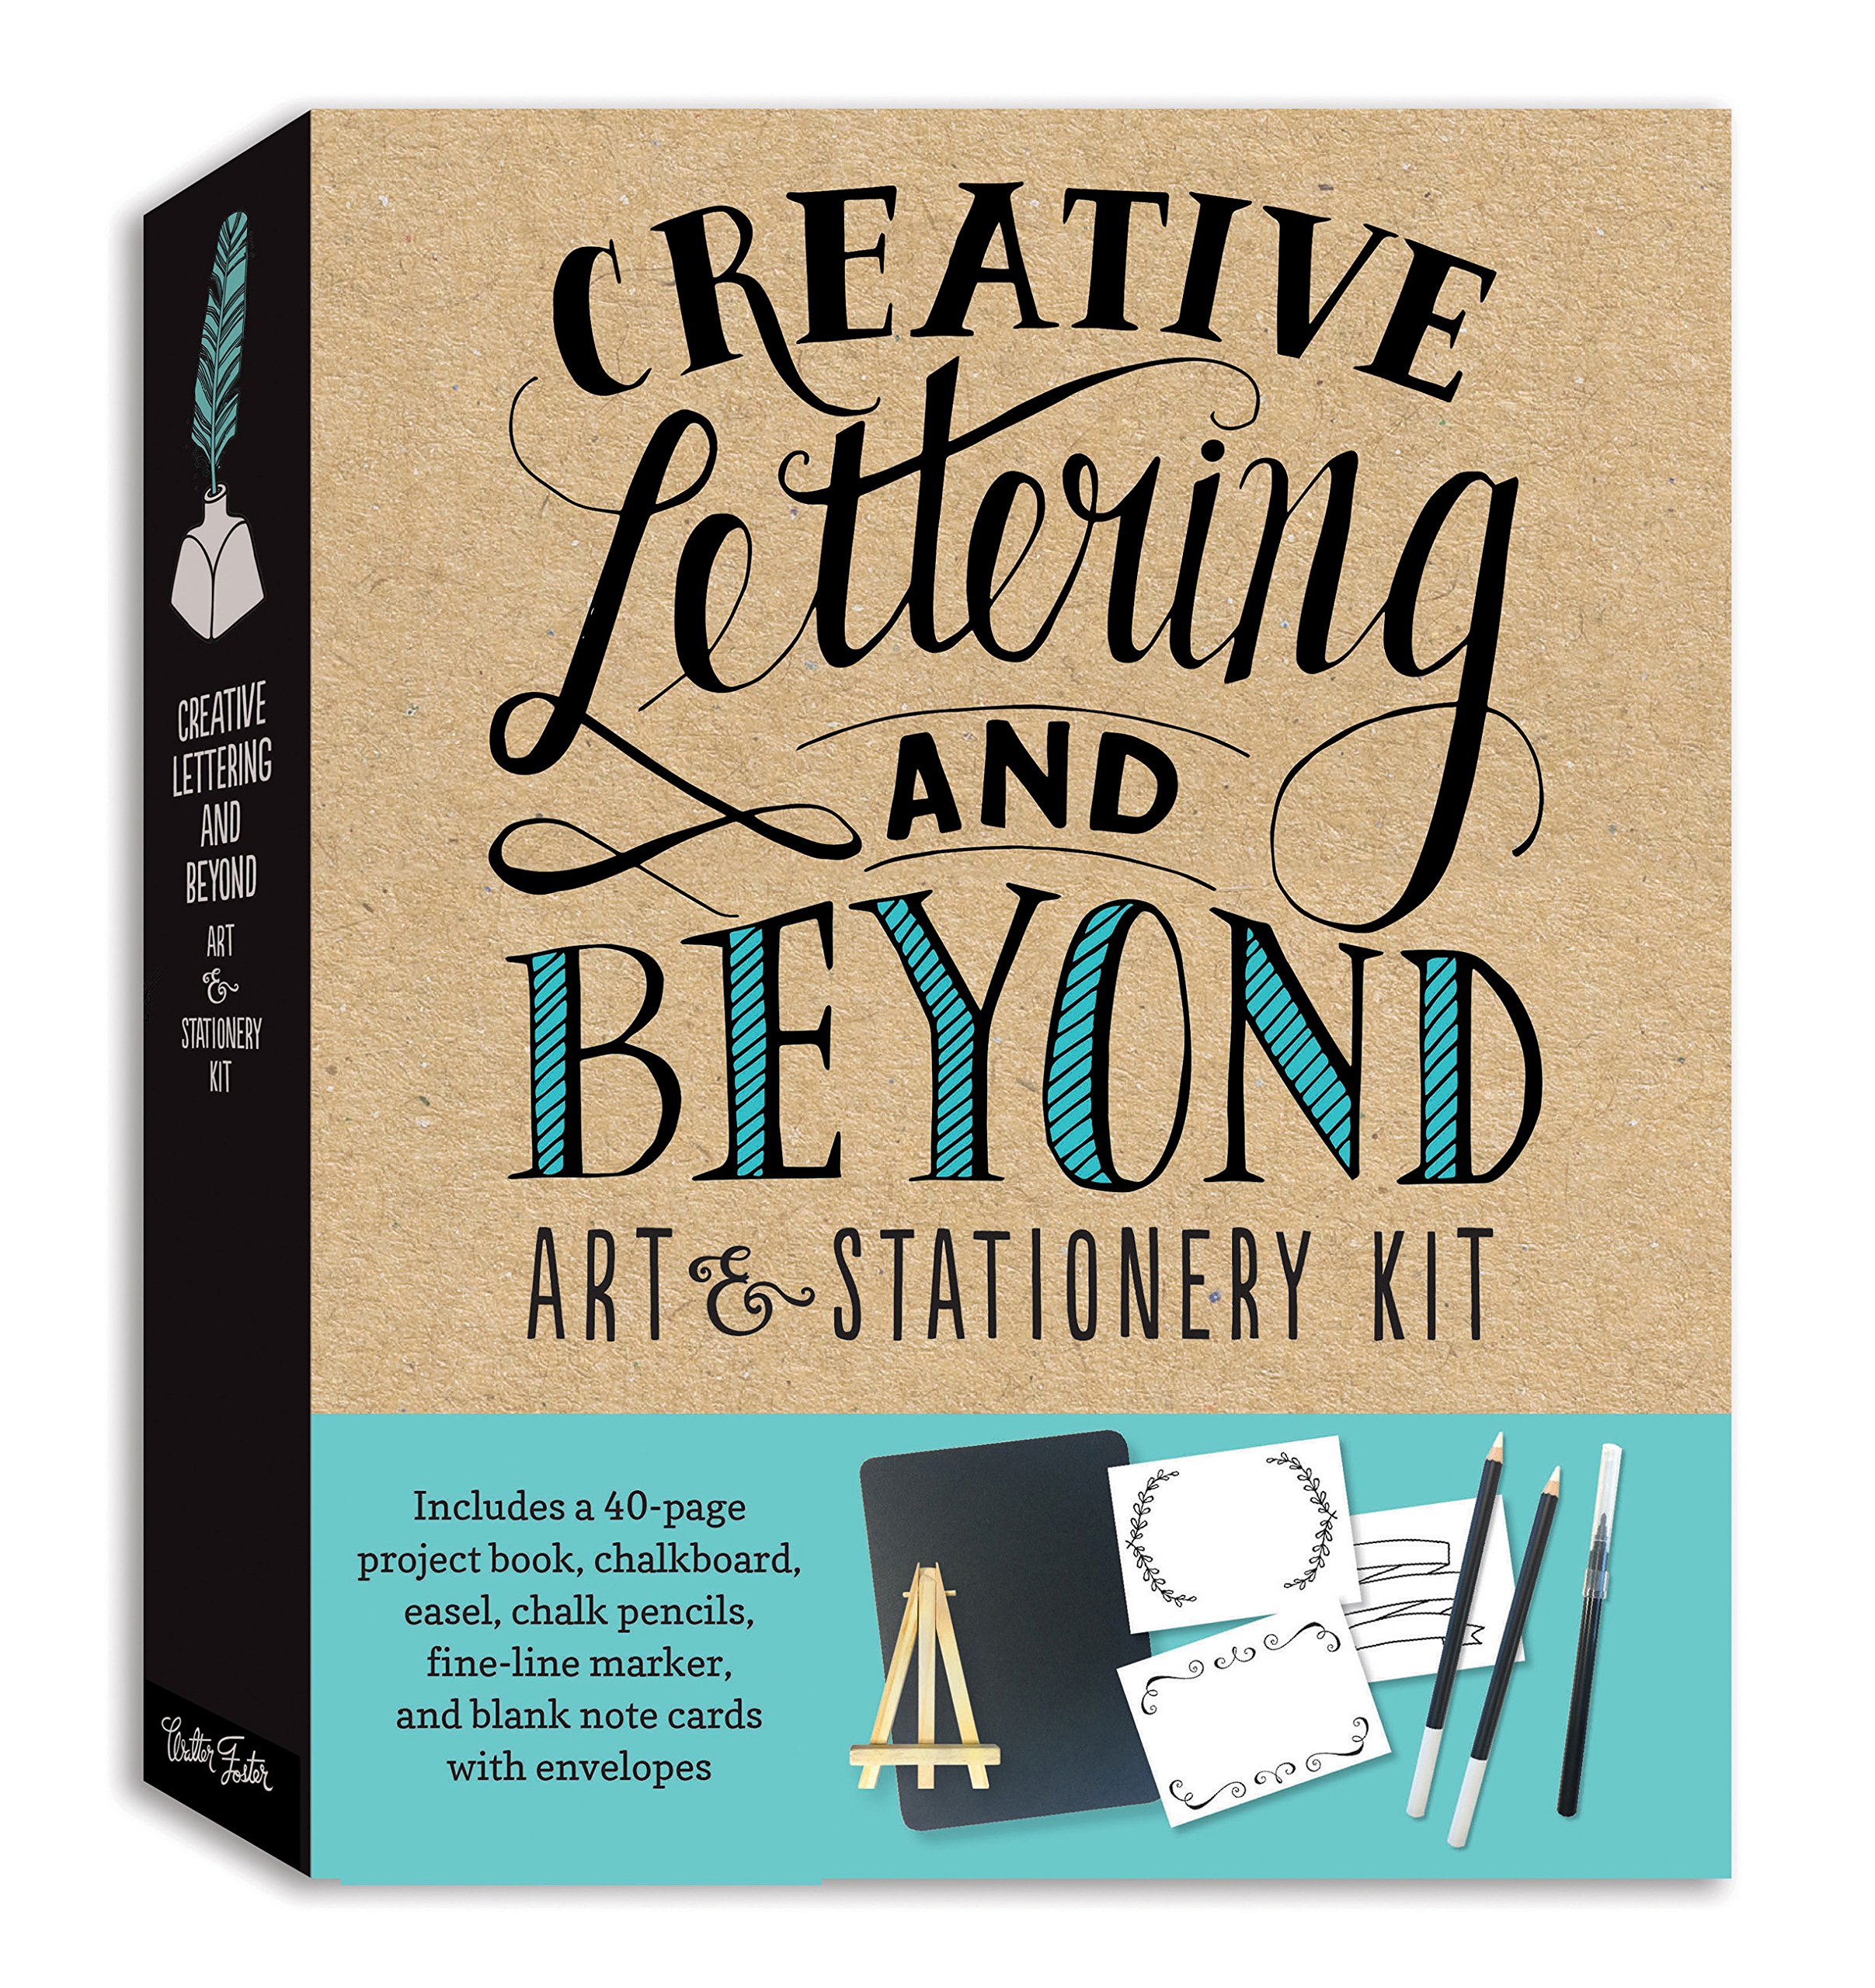 CREATIVE
LETTERING
AND
BEYOND
ART
&
STATIONERY
KIT
Walter Foster
CREATIVE
Lettering
AND
BEYOND
ART & STATIONERY KIT
Includes a 40-page
project book, chalkboard,
easel, chalk pencils,
fine-line marker,
and blank note cards
with envelopes